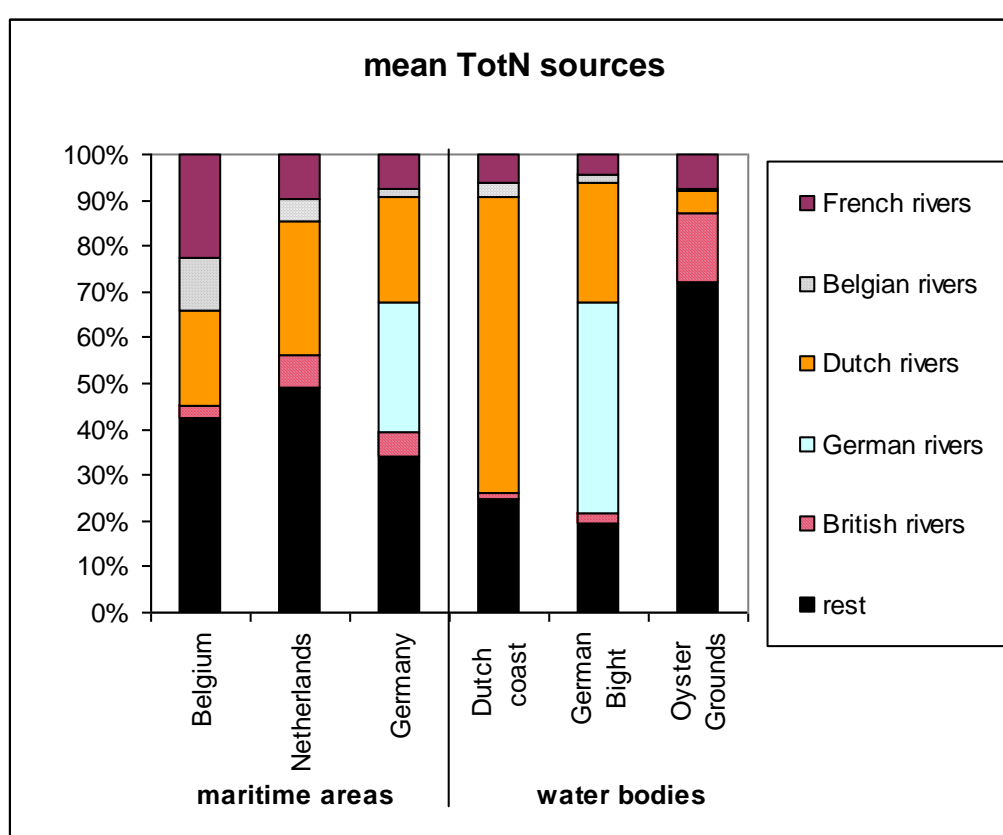 mean TotN sources
100%
90%
80%
70%
60%
50%
40%
30%
20%
10%
0%
Belgium
Netherlands
Germany
Dutch
coast
German
Bight
Oyster
Grounds
maritime areas
water bodies
French rivers
Belgian rivers
Dutch rivers
German rivers
British rivers
rest